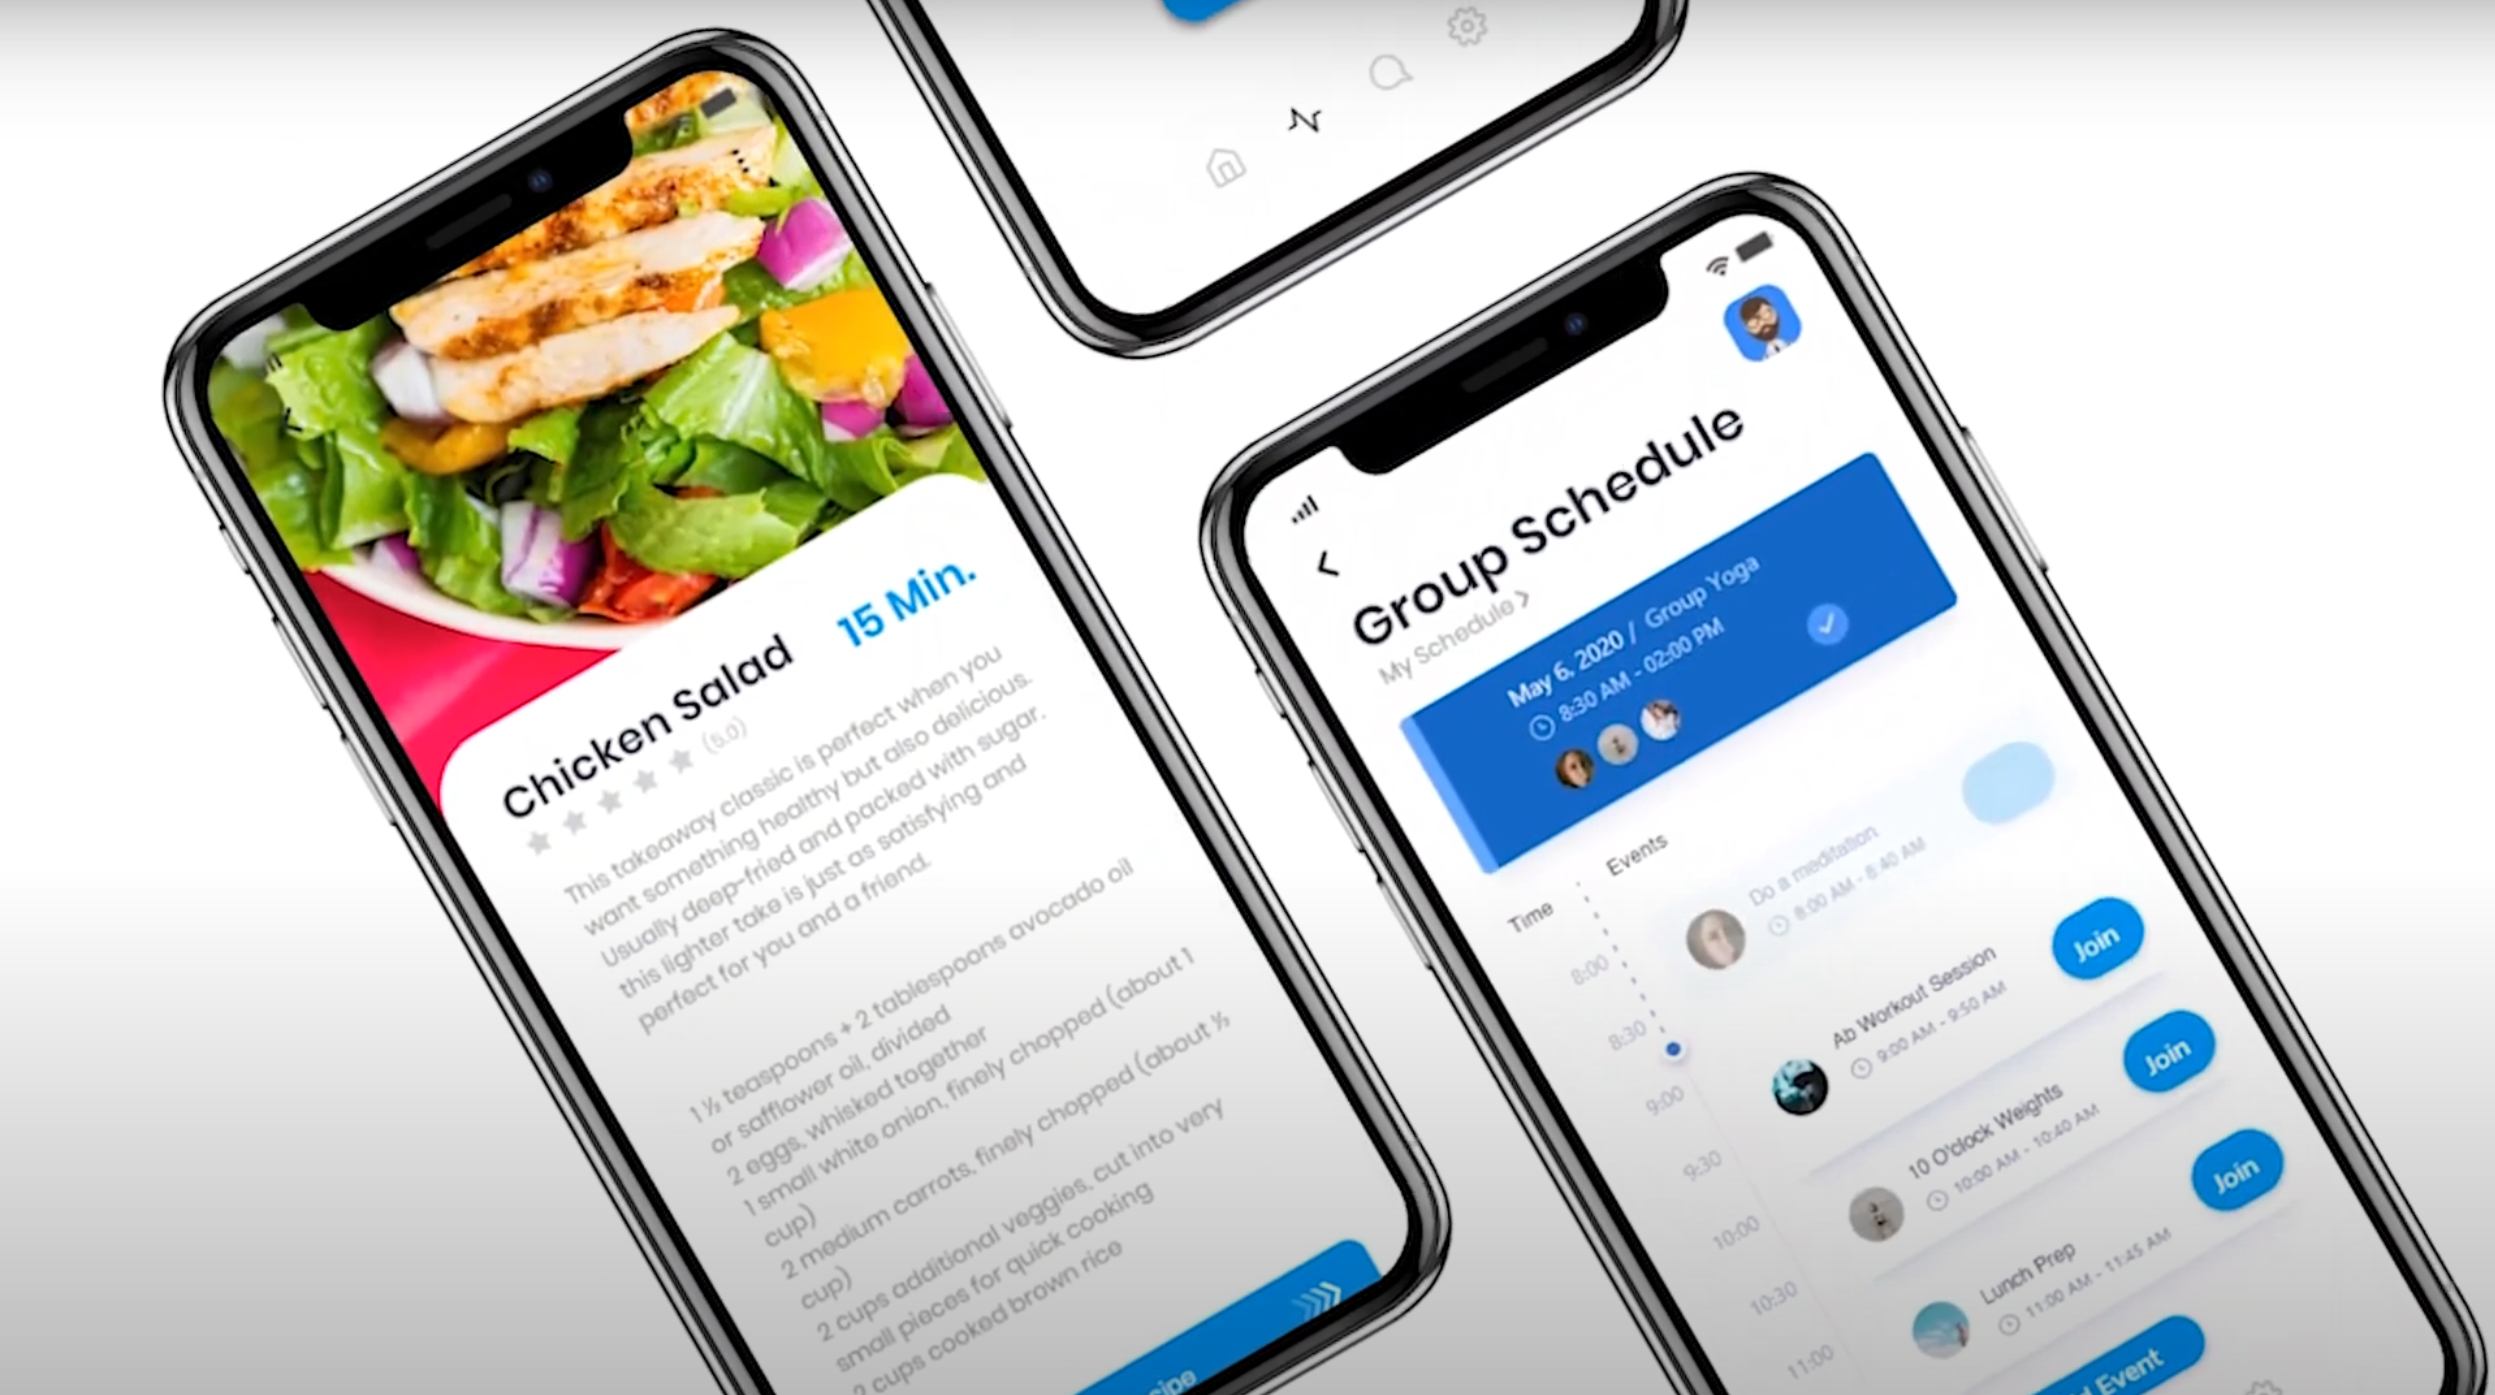 Chicken Salad
15 Min.
(5.0)
This takeaway classic is perfect when you
want something healthy but also delicious.
Usually deep-fried and packed with sugar.
this lighter take is just as satisfying and
perfect for you and a friend.
1 ½ teaspoons + 2 tablespoons avocado oil
or safflower oil, divided
2 eggs, whisked together
1 small white onion, finely chopped (about 1
cup)
2 medium carrots, finely chopped (about ½
cup)
2 cups additional veggies, cut into very
small pieces for quick cooking
2 cups cooked brown rice
Group Schedule
My Schedule >
May 6, 2020 / Group Yoga
8:30 AM - 02:00 PM
Time
Events
8:00
Do a meditation
8:00 AM - 8:40 AM
8:30
9:00
Ab Workout Session
9:00 AM - 9:50 AM
Join
9:30
10:00
10 O'clock Weights
10:00 AM - 10:40 AM
Join
10:30
11:00
Lunch Prep
11:00 AM - 11:45 AM
Join
Event